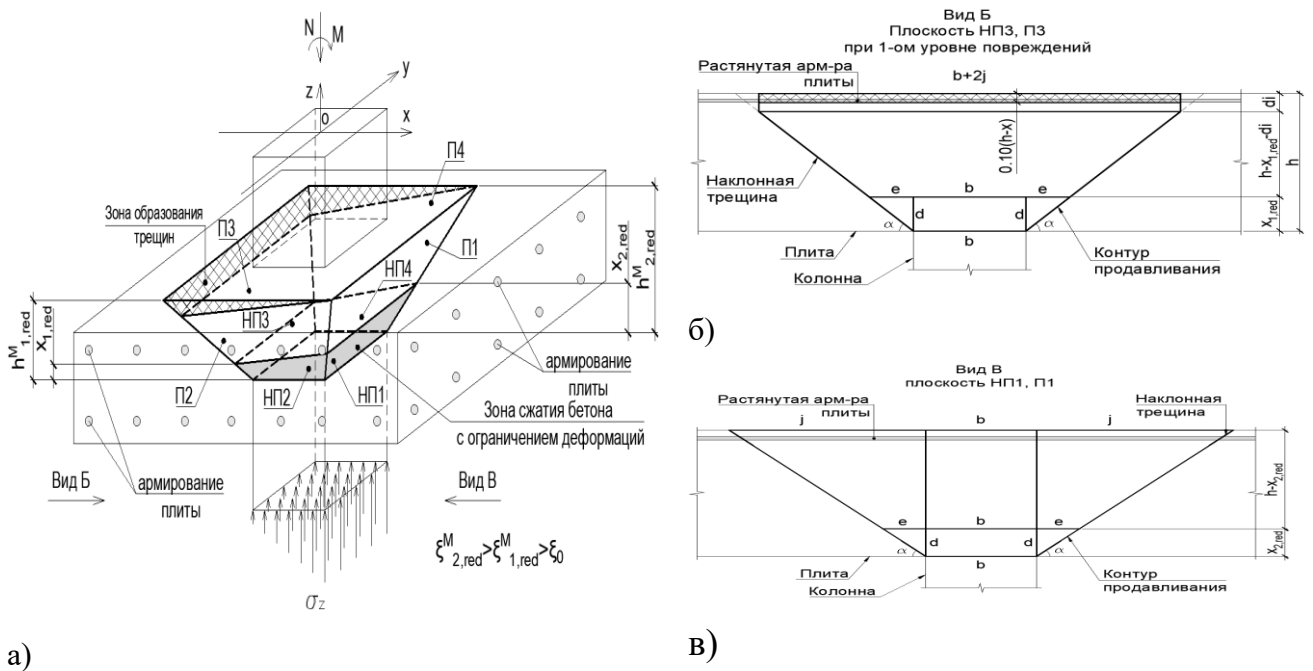 N
M
y
z
o
x
П4
Зона образования
трещин
П3
П1
НП4
НП3
x2,red
h^M 2,red
h^M 1,red
x1,red
П2
НП2
НП1
армирование
плиты
Зона сжатия бетона
с ограничением деформаций
Вид Б
армирование
плиты
Вид В
ξ^M 2,red>ξ^M 1,red>ξ0
σz
а)
Вид Б
Плоскость НП3, П3
при 1-ом уровне повреждений
Растянутая арм-ра
плиты
b+2j
0.10(h-x)
di
h-x1,red-di
h
x1,red
Наклонная
трещина
e
b
e
d
d
α
α
Плита
Колонна
b
Контур
продавливания
б)
Вид В
плоскость НП1, П1
Растянутая арм-ра
плиты
Наклонная
трещина
j
b
j
h-x2,red
x2,red
e
b
e
d
d
α
α
Плита
Колонна
b
Контур
продавливания
в)